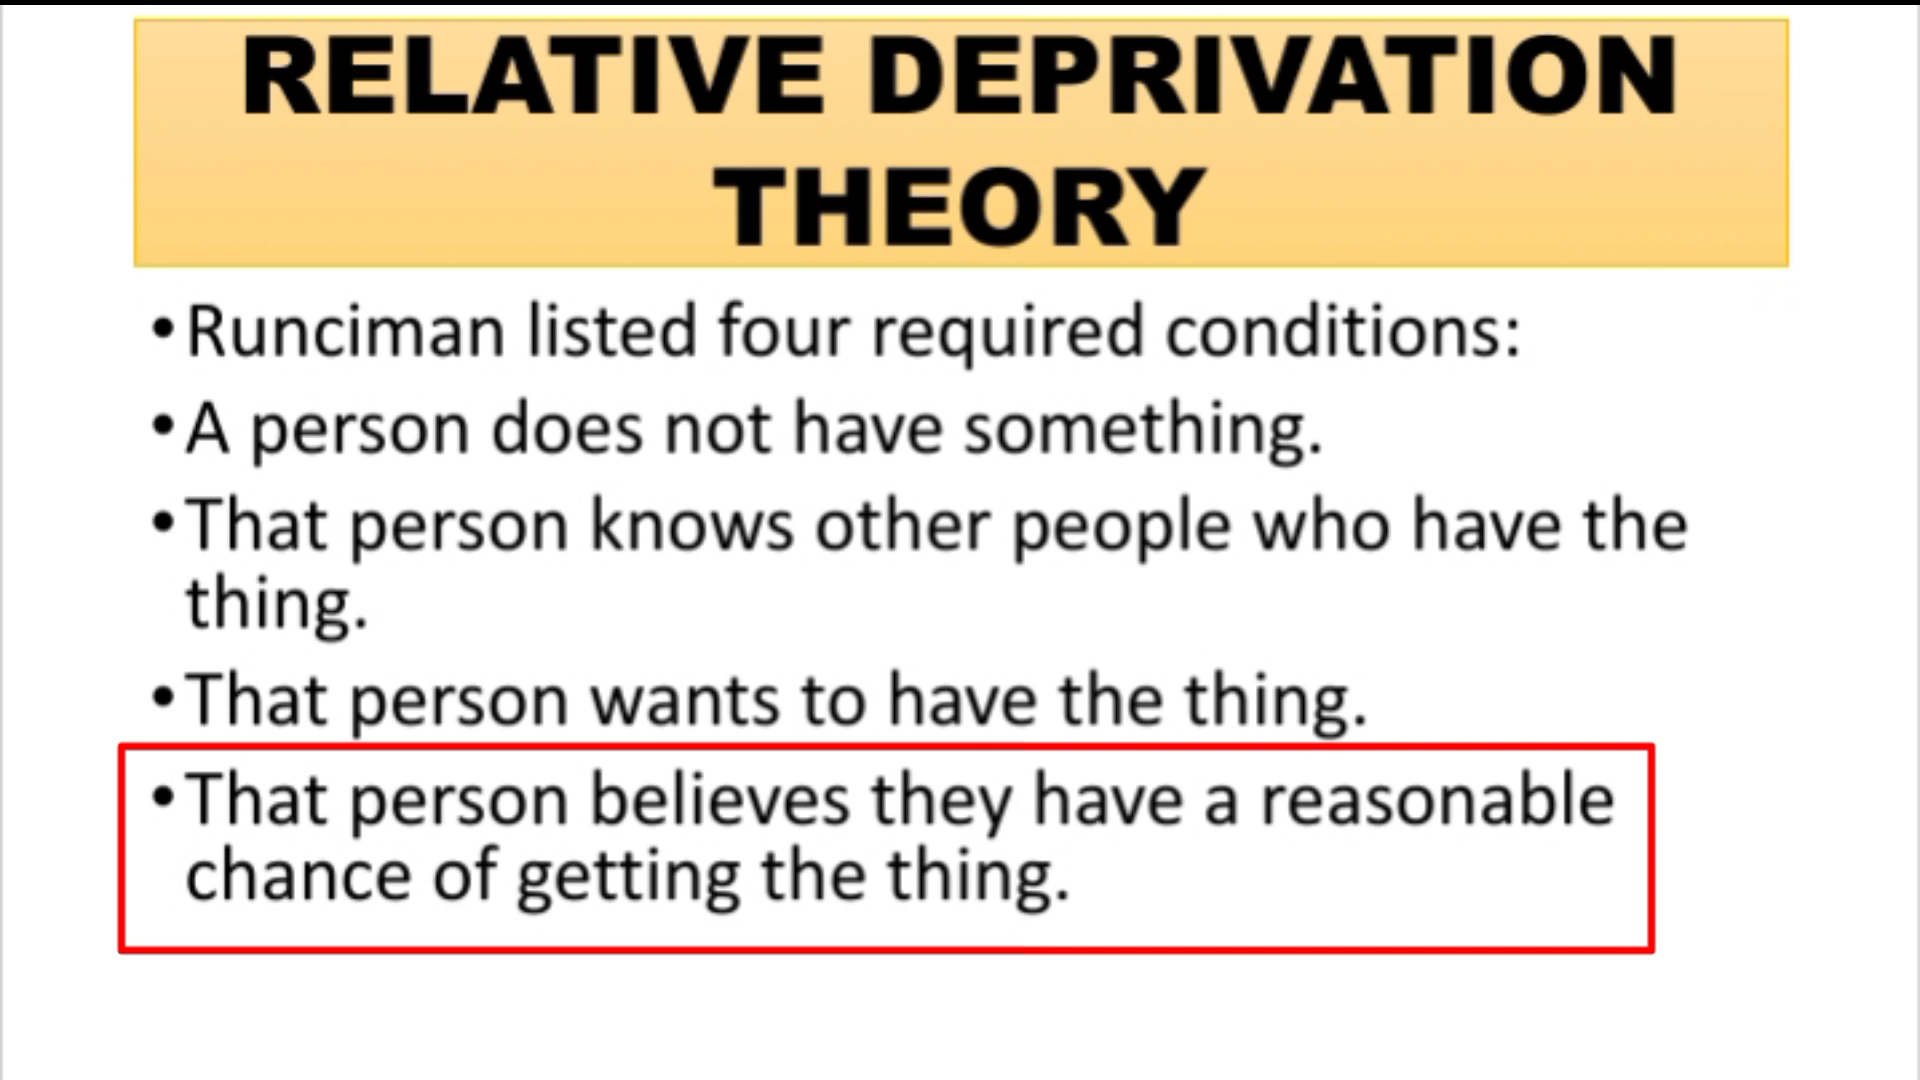 RELATIVE DEPRIVATION
THEORY
•Runciman listed four required conditions:
•A person does not have something.
•That person knows other people who have the
thing.
•That person wants to have the thing.
•That person believes they have a reasonable
chance of getting the thing.